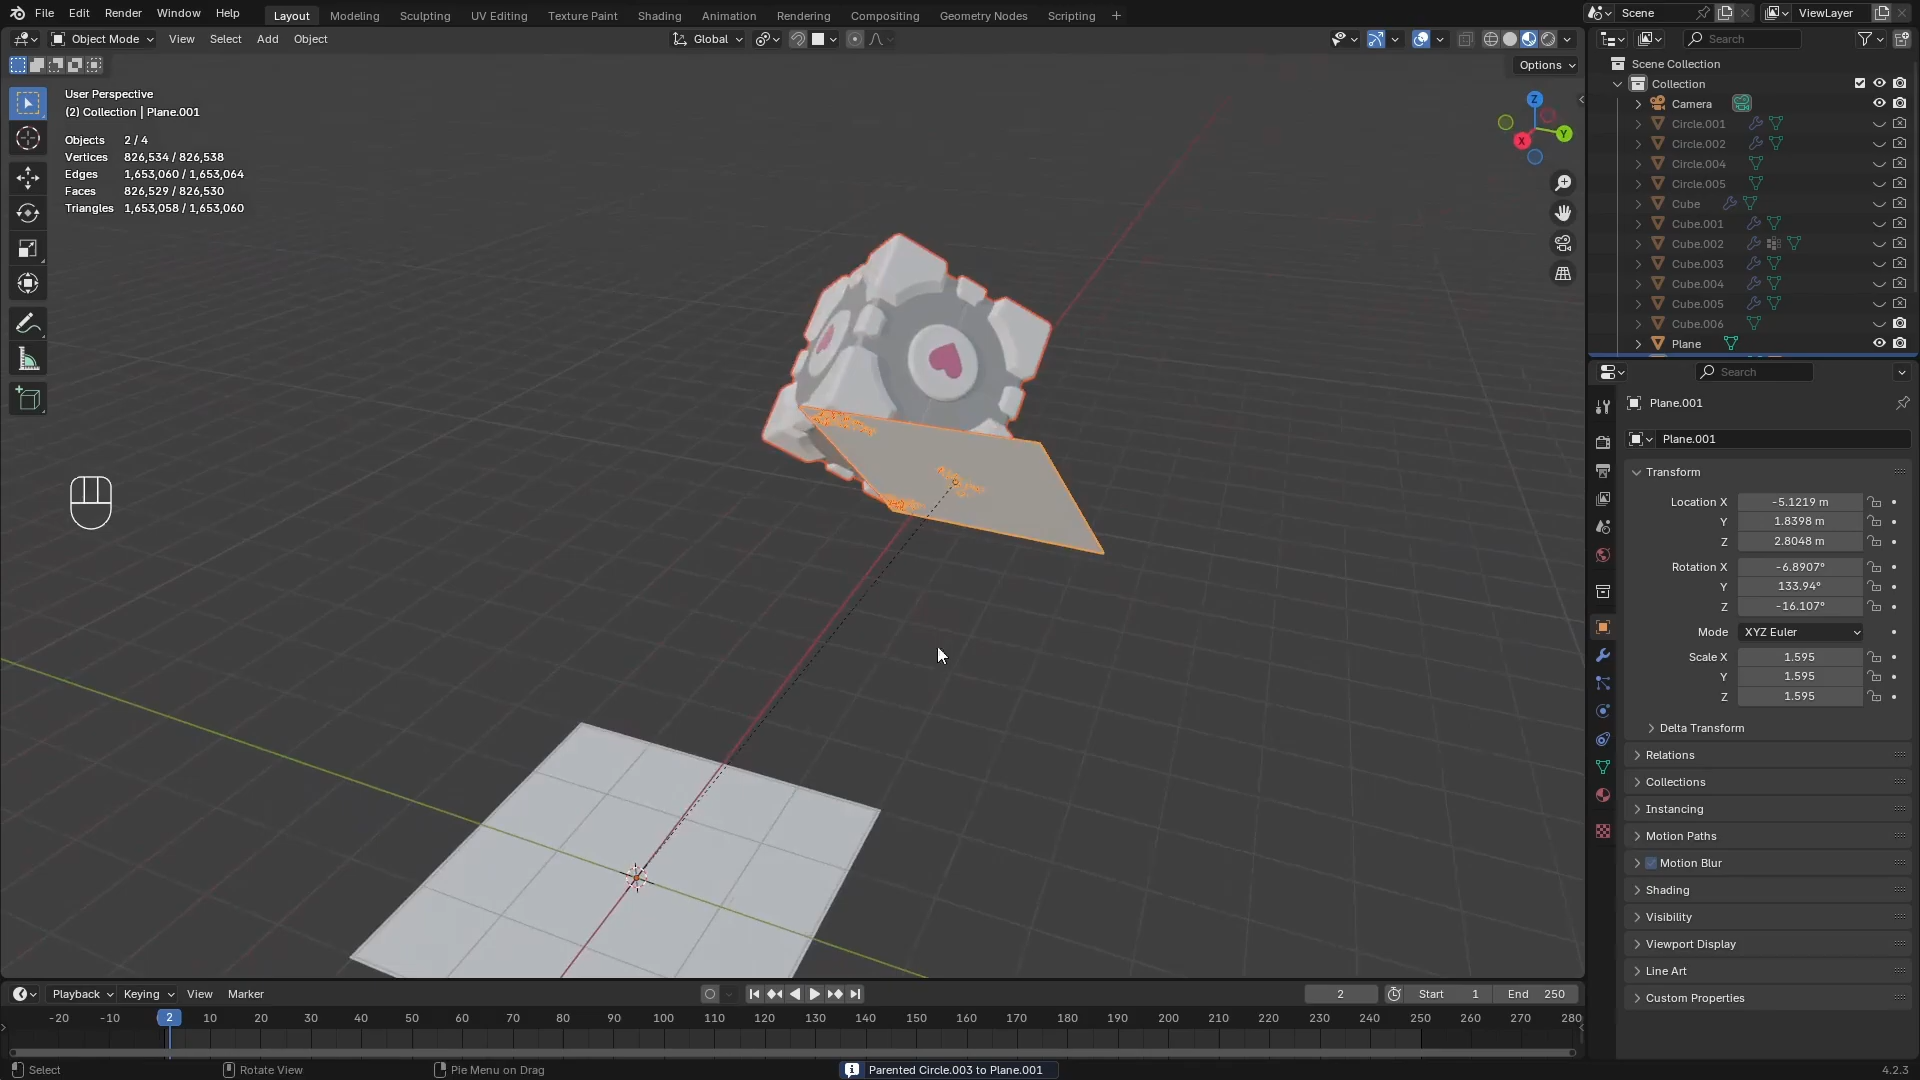 File Edit Render Window Help Layout Modeling Sculpting UV Editing Texture Paint Shading Animation Rendering Compositing Geometry Nodes Scripting + Scene ViewLayer
Object Mode View Select Add Object Global Search
Options
User Perspective
(2) Collection | Plane.001
Objects 2 / 4
Vertices 826,534 / 826,538
Edges 1,653,060 / 1,653,064
Faces 826,529 / 826,530
Triangles 1,653,058 / 1,653,060
Z
Y
X
Scene Collection
Collection
Camera
Circle.001
Circle.002
Circle.004
Circle.005
Cube
Cube.001
Cube.002
Cube.003
Cube.004
Cube.005
Cube.006
Plane
Search
Plane.001
Plane.001
Transform
Location X -5.1219 m
Y 1.8398 m
Z 2.8048 m
Rotation X -6.8907°
Y 133.94°
Z -16.107°
Mode XYZ Euler
Scale X 1.595
Y 1.595
Z 1.595
Delta Transform
Relations
Collections
Instancing
Motion Paths
Motion Blur
Shading
Visibility
Viewport Display
Line Art
Custom Properties
Playback Keying View Marker 2 Start 1 End 250
-20 -10 2 10 20 30 40 50 60 70 80 90 100 110 120 130 140 150 160 170 180 190 200 210 220 230 240 250 260 270 280
Select Rotate View Pie Menu on Drag Parented Circle.003 to Plane.001 4.2.3